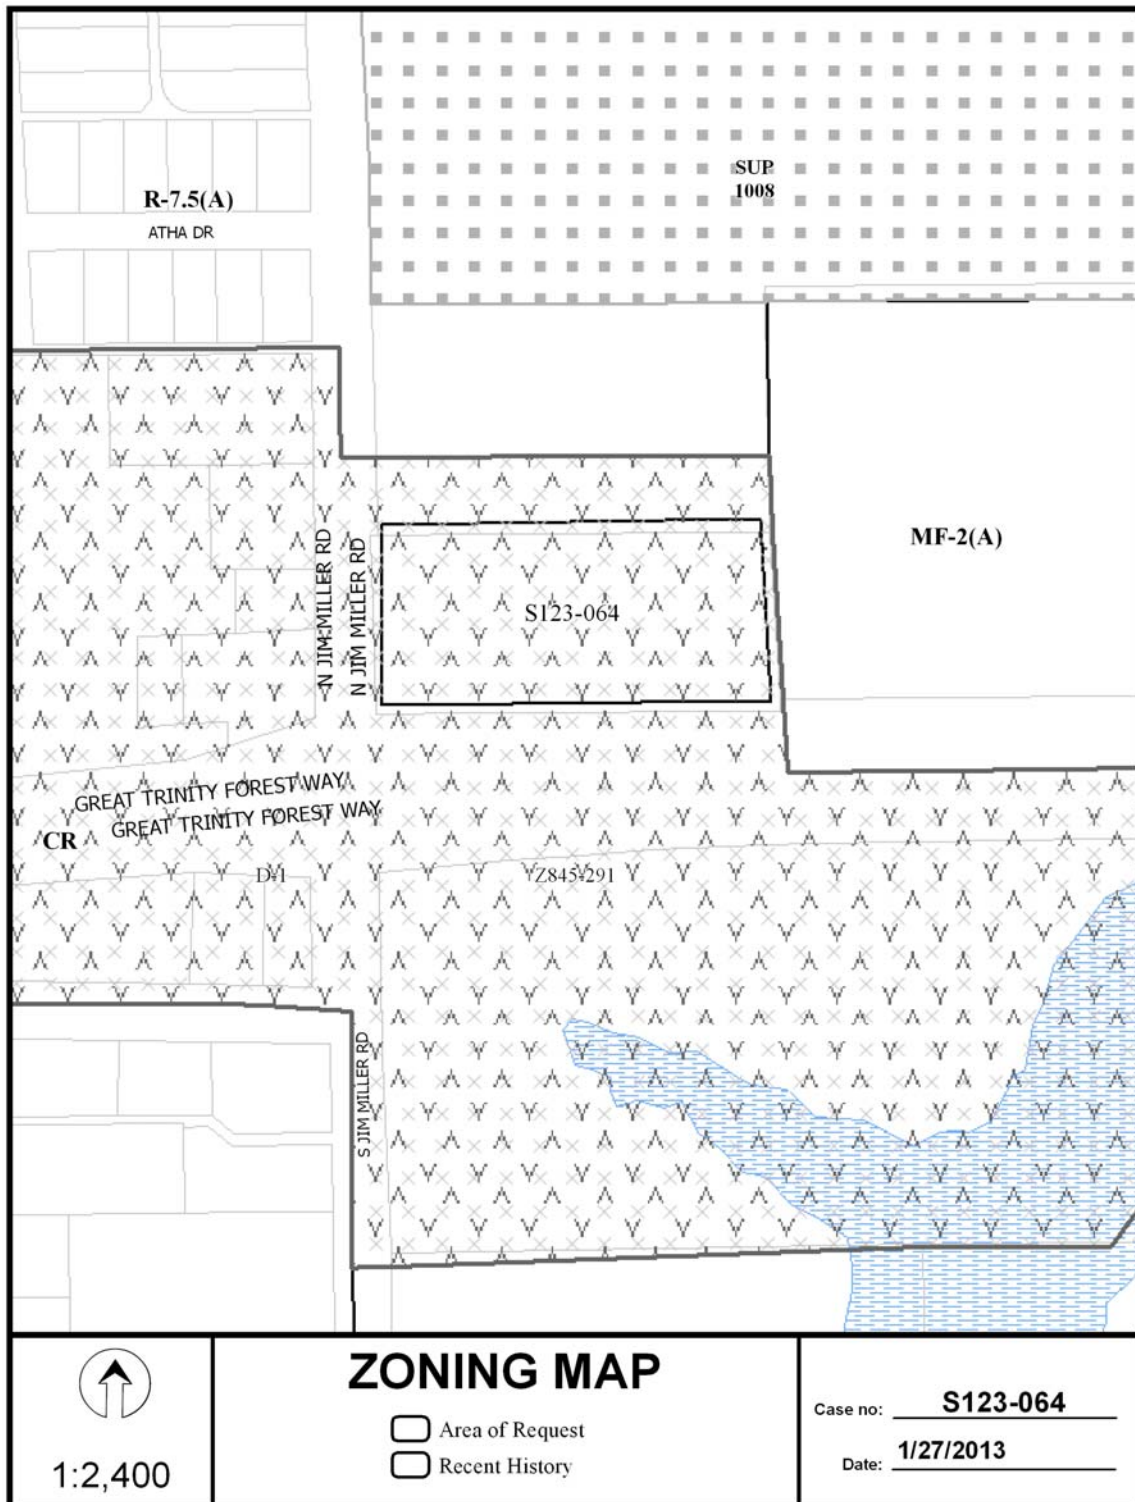 SUP
1008
R-7.5(A)
ATHA DR
MF-2(A)
N JIM MILLER RD
N JIM MILLER RD
S123-064
GREAT TRINITY FOREST WAY
GREAT TRINITY FOREST WAY
CR
D-1
Z845-291
S JIM MILLER RD
1:2,400
ZONING MAP
Area of Request
Recent History
Case no: S123-064
Date: 1/27/2013